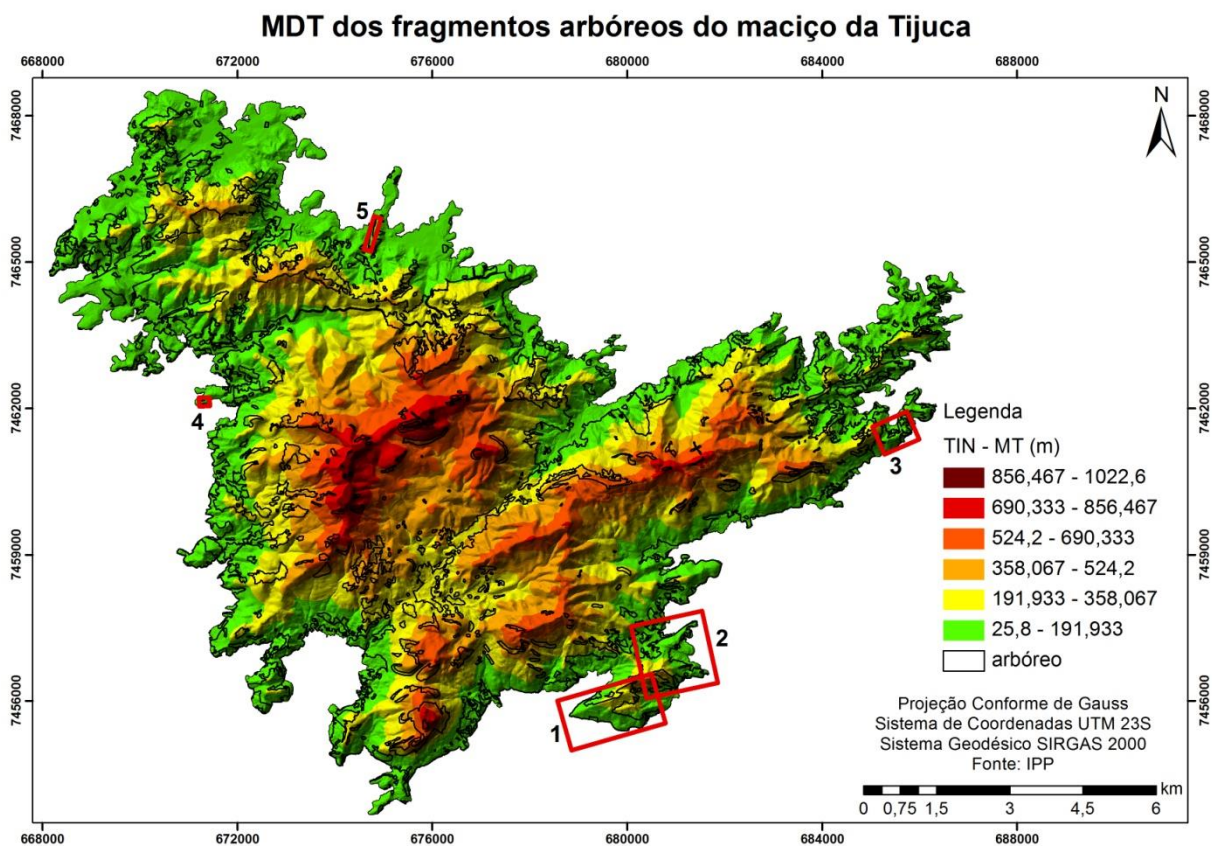 MDT dos fragmentos arbóreos do maciço da Tijuca
668000 672000 676000 680000 684000 688000
7468000 7468000
N
5
7465000 7465000
7462000 7462000
4
3
Legenda
TIN - MT (m)
856,467 - 1022,6
690,333 - 856,467
524,2 - 690,333
358,067 - 524,2
191,933 - 358,067
25,8 - 191,933
arbóreo
7459000 7459000
2
1
7456000 7456000
Projeção Conforme de Gauss
Sistema de Coordenadas UTM 23S
Sistema Geodésico SIRGAS 2000
Fonte: IPP
km
0 0,75 1,5 3 4,5 6
668000 672000 676000 680000 684000 688000